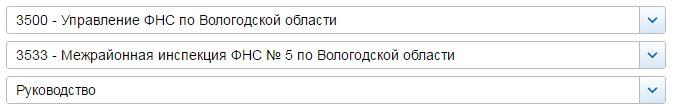 3500 - Управление ФНС по Вологодской области
3533 - Межрайонная инспекция ФНС № 5 по Вологодской области
Руководство